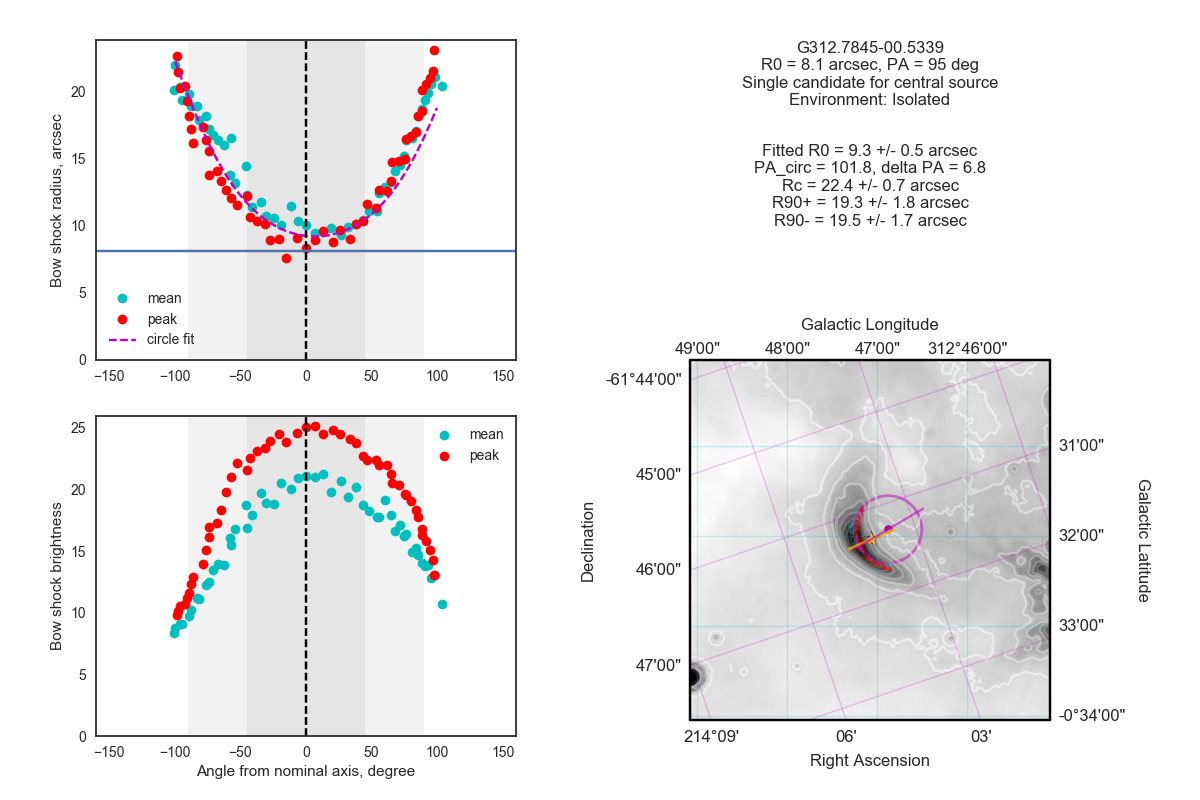 25
20
15
10
5
0
Bow shock radius, arcsec
mean
peak
circle fit
−150
−100
−50
0
50
100
150
25
20
15
10
5
0
Bow shock brightness
mean
peak
−150
−100
−50
0
50
100
150
Angle from nominal axis, degree
G312.7845-00.5339
R0 = 8.1 arcsec, PA = 95 deg
Single candidate for central source
Environment: Isolated
Fitted R0 = 9.3 +/- 0.5 arcsec
PA_circ = 101.8, delta PA = 6.8
Rc = 22.4 +/- 0.7 arcsec
R90+ = 19.3 +/- 1.8 arcsec
R90- = 19.5 +/- 1.7 arcsec
Galactic Longitude
49'00"
48'00"
47'00"
312°46'00"
-61°44'00"
45'00"
46'00"
47'00"
Declination
31'00"
32'00"
33'00"
-0°34'00"
Galactic Latitude
214°09'
06'
03'
Right Ascension